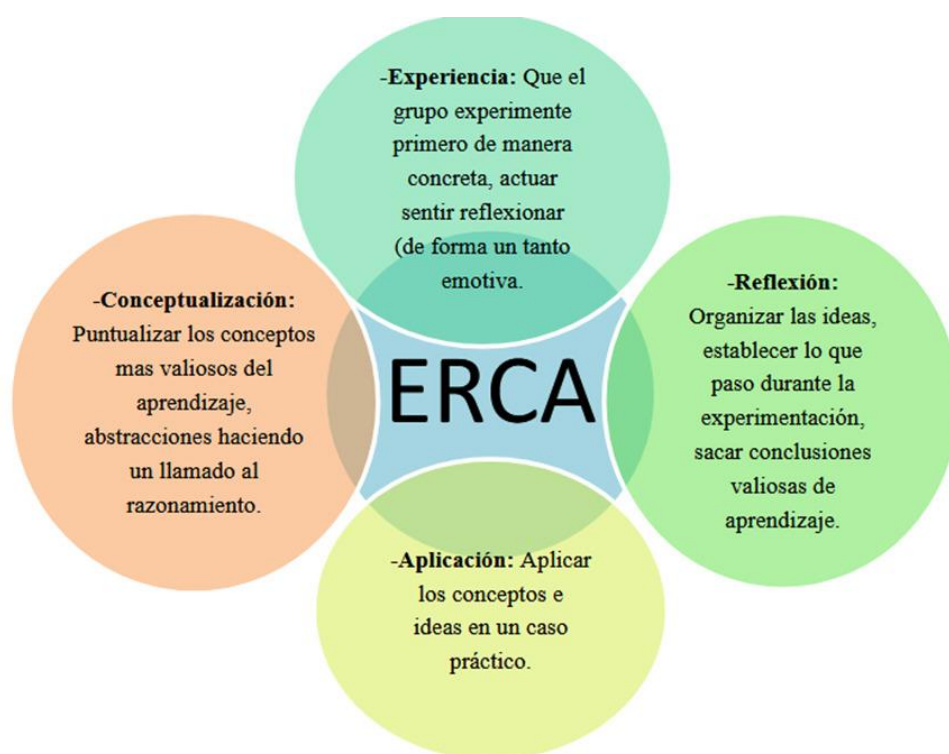 -Experiencia: Que el
grupo experimente
primero de manera
concreta, actuar
sentir reflexionar
(de forma un tanto
emotiva.
-Conceptualización:
Puntualizar los conceptos
mas valiosos del
aprendizaje,
abstracciones haciendo
un llamado al
razonamiento.
ERCA
-Reflexión:
Organizar las ideas,
establecer lo que
paso durante la
experimentación,
sacar conclusiones
valiosas de
aprendizaje.
-Aplicación: Aplicar
los conceptos e
ideas en un caso
práctico.